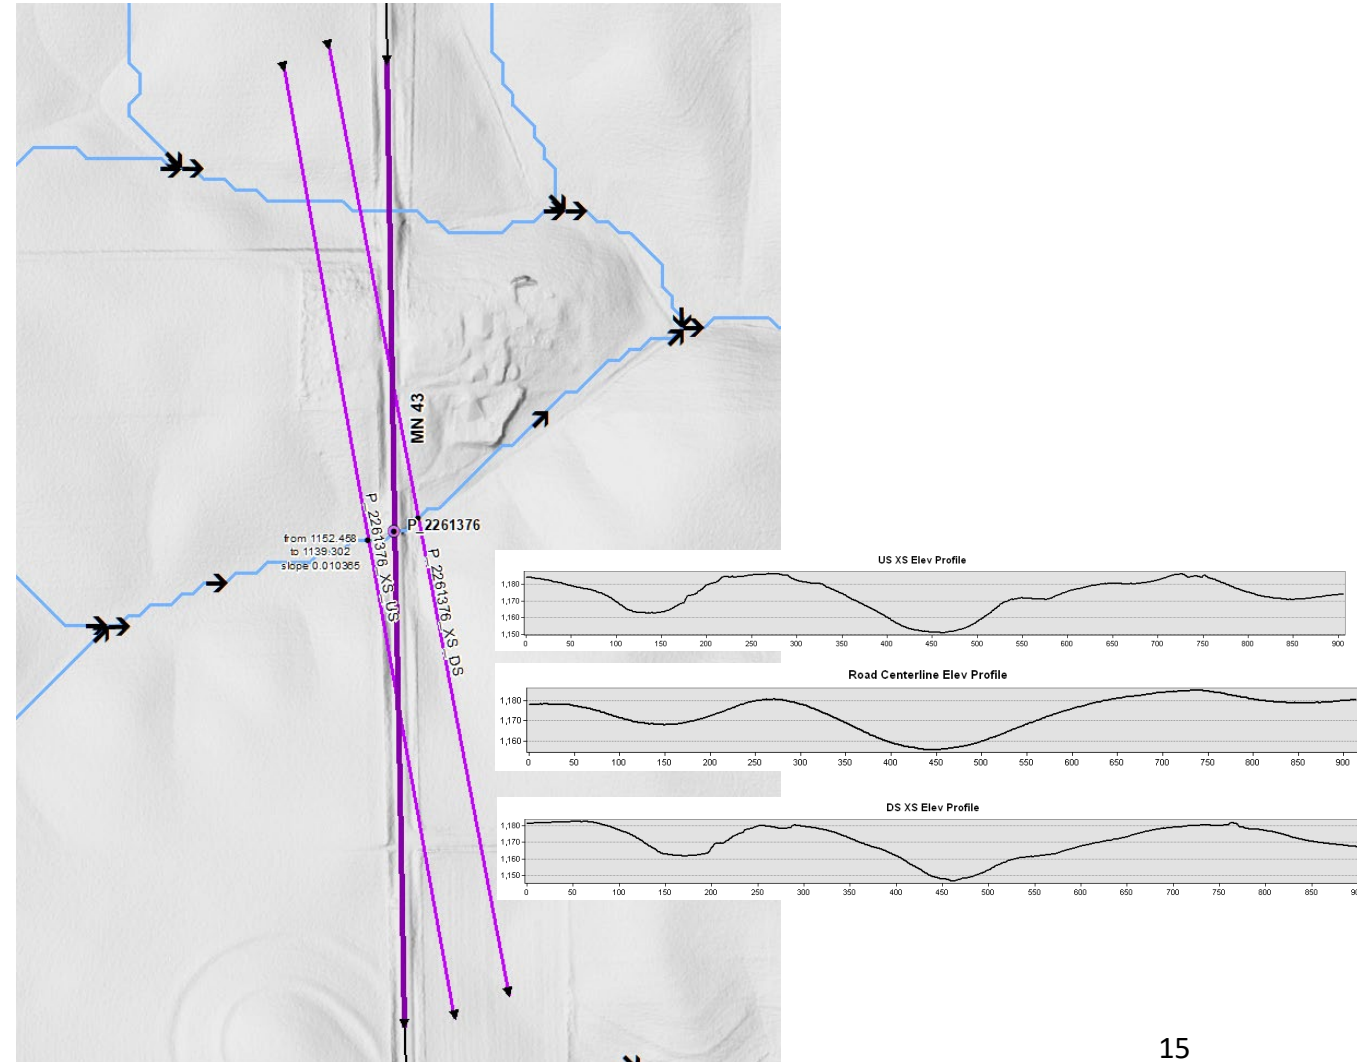 MN 43
P_2261376
from 1152.458
to 1139.302
slope 0.010365
P_2261376_XS_US
P_2261376_XS_DS
US XS Elev Profile
1,180
1,170
1,160
1,150
0 50 100 150 200 250 300 350 400 450 500 550 600 650 700 750 800 850 900
Road Centerline Elev Profile
1,180
1,170
1,160
0 50 100 150 200 250 300 350 400 450 500 550 600 650 700 750 800 850 900
DS XS Elev Profile
1,180
1,170
1,160
1,150
0 50 100 150 200 250 300 350 400 450 500 550 600 650 700 750 800 850
15